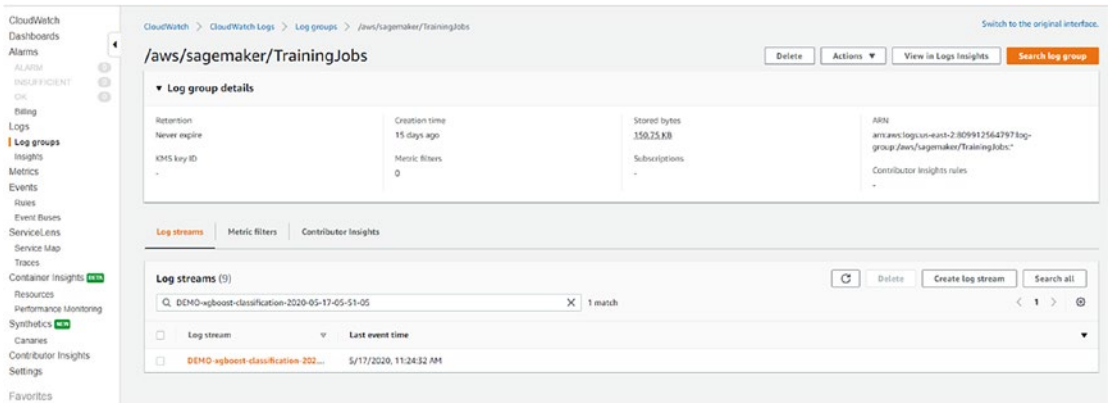 CloudWatch
Dashboards
Alarms
ALARM 0
INSUFFICIENT 0
OK 0
Billing
Logs
Log groups
Insights
Metrics
Events
Rules
Event Buses
ServiceLens
Service Map
Traces
Container Insights BETA
Resources
Performance Monitoring
Synthetics NEW
Canaries
Contributor Insights
Settings
Favorites
CloudWatch > CloudWatch Logs > Log groups > /aws/sagemaker/TrainingJobs
Switch to the original interface.
/aws/sagemaker/TrainingJobs
Delete Actions ▼ View in Logs Insights Search log group
▼ Log group details
Retention
Never expire
KMS key ID
-
Creation time
15 days ago
Metric filters
0
Stored bytes
150.75 KB
Subscriptions
-
ARN
arn:aws:logs:us-east-2:809912564797:log-
group:/aws/sagemaker/TrainingJobs:*
Contributor Insights rules
-
Log streams Metric filters Contributor Insights
Log streams (9)
Delete Create log stream Search all
DEMO-xgboost-classification-2020-05-17-05-51-05 1 match
< 1 >
Log stream Last event time
DEMO-xgboost-classification-202... 5/17/2020, 11:24:32 AM